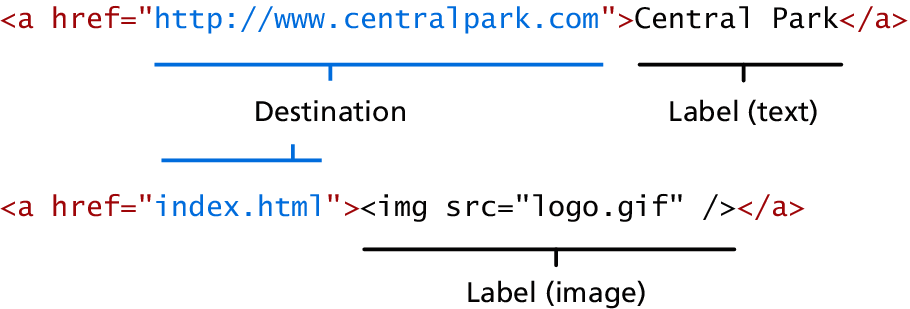 <a href="http://www.centralpark.com">Central Park</a>
Destination Label (text)
<a href="index.html"><img src="logo.gif" /></a>
Label (image)